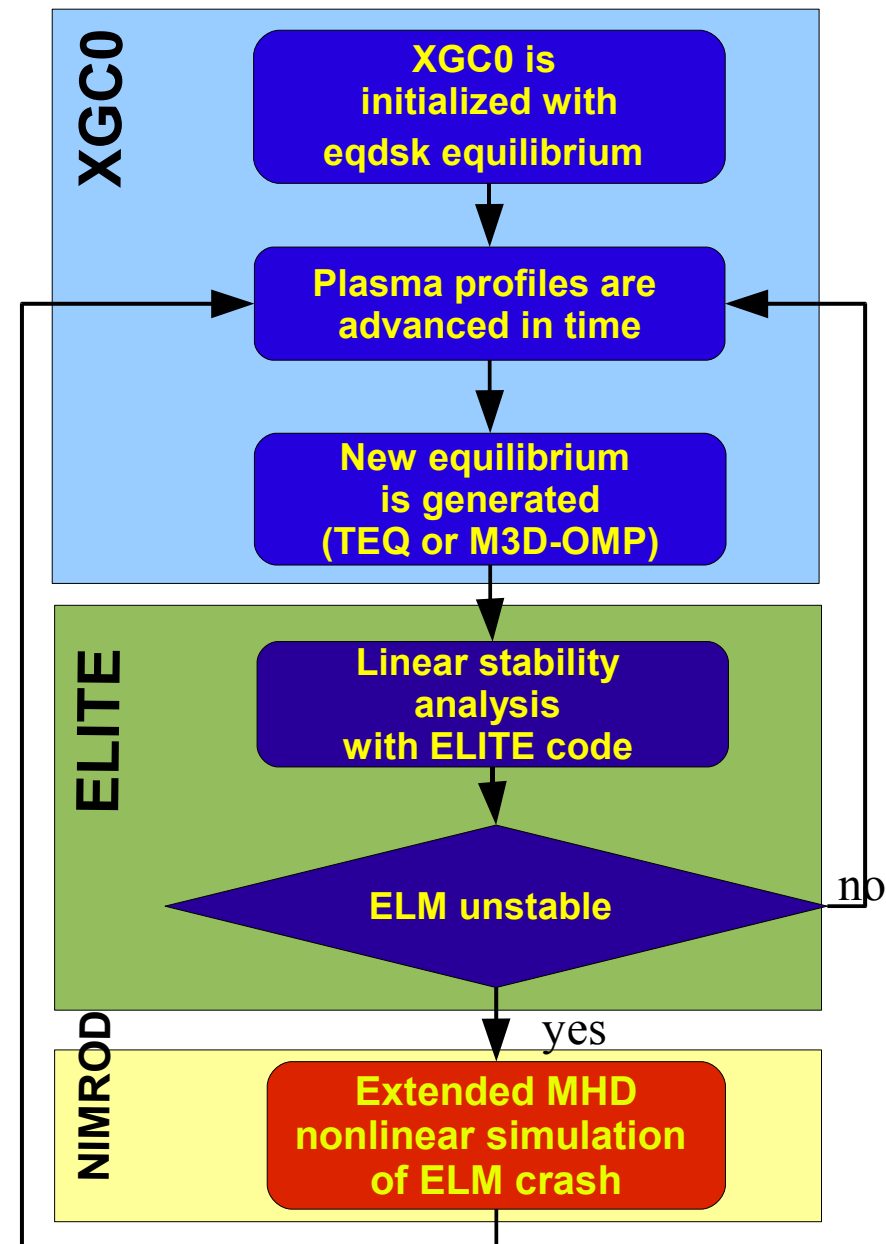 XGC0
XGC0 is
initialized with
eqdsk equilibrium
Plasma profiles are
advanced in time
New equilibrium
is generated
(TEQ or M3D-OMP)
ELITE
Linear stability
analysis
with ELITE code
ELM unstable
no
yes
NIMROD
Extended MHD
nonlinear simulation
of ELM crash